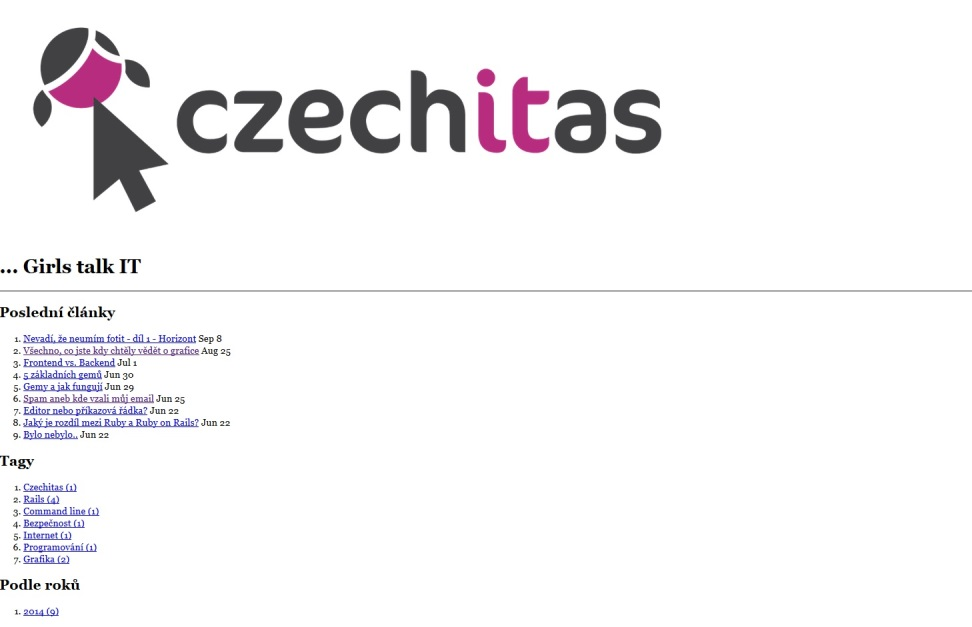 czechitas
... Girls talk IT
Poslední články
1. Nevadí, že neumím fotit - díl 1 - Horizont Sep 8
2. Všechno, co jste kdy chtěly vědět o grafice Aug 25
3. Frontend vs. Backend Jul 1
4. 5 základních gemů Jun 30
5. Gemy a jak fungují Jun 29
6. Spam aneb kde vzali můj email Jun 25
7. Editor nebo příkazová řádka? Jun 22
8. Jaký je rozdíl mezi Ruby a Ruby on Rails? Jun 22
9. Bylo nebylo.. Jun 22
Tagy
1. Czechitas (1)
2. Rails (4)
3. Command line (1)
4. Bezpečnost (1)
5. Internet (1)
6. Programování (1)
7. Grafika (2)
Podle roků
1. 2014 (9)